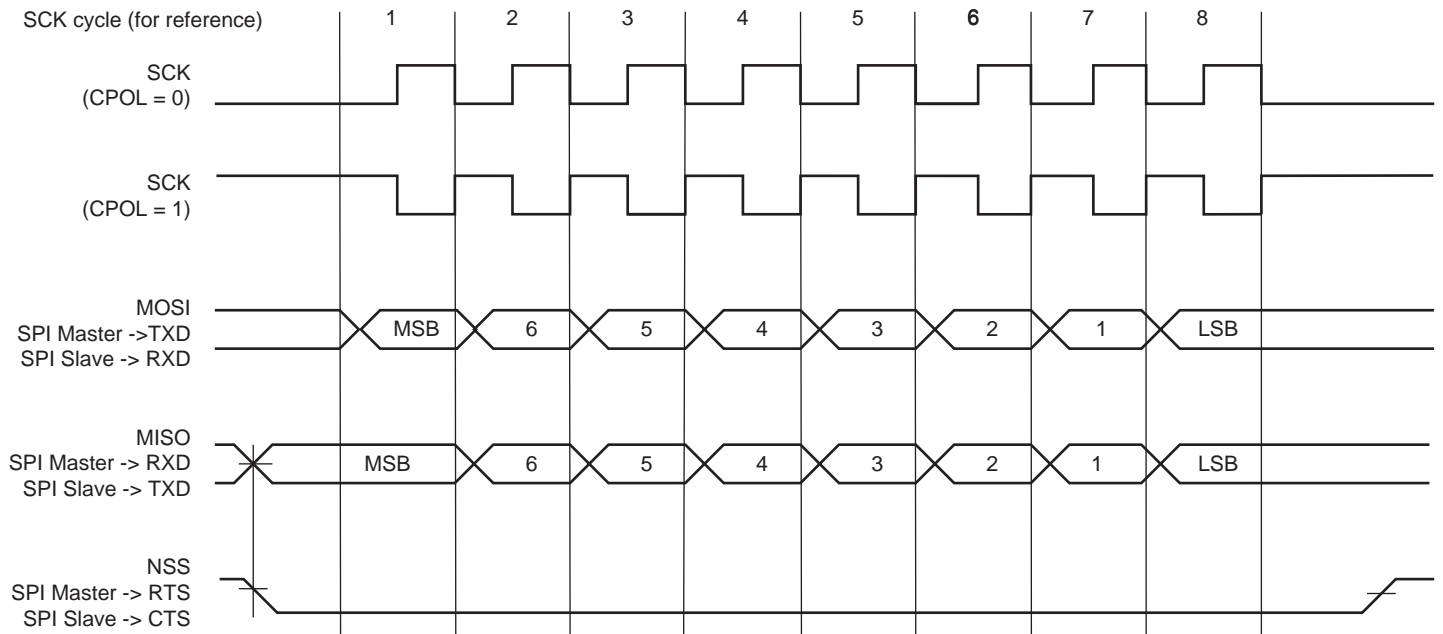 SCK cycle (for reference) 1 2 3 4 5 6 7 8
SCK
(CPOL = 0)
SCK
(CPOL = 1)
MOSI
SPI Master ->TXD
SPI Slave -> RXD
MSB 6 5 4 3 2 1 LSB
MISO
SPI Master -> RXD
SPI Slave -> TXD
MSB 6 5 4 3 2 1 LSB
NSS
SPI Master -> RTS
SPI Slave -> CTS